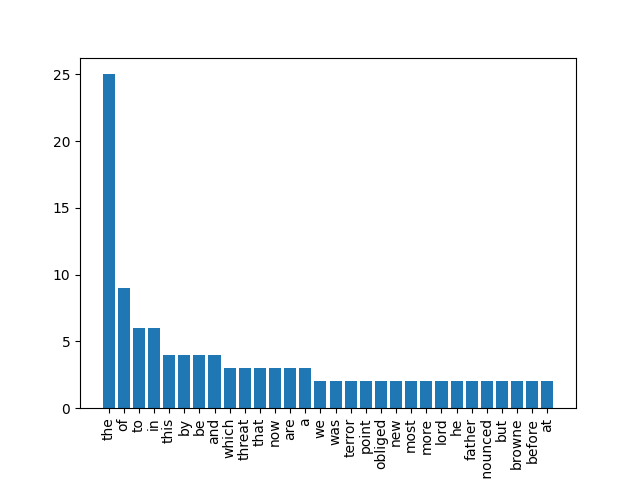 25
20
15
10
5
0
the
of
to
in
this
by
be
and
which
threat
that
now
are
a
we
was
terror
point
obliged
new
most
more
lord
he
father
nounced
but
browne
before
at